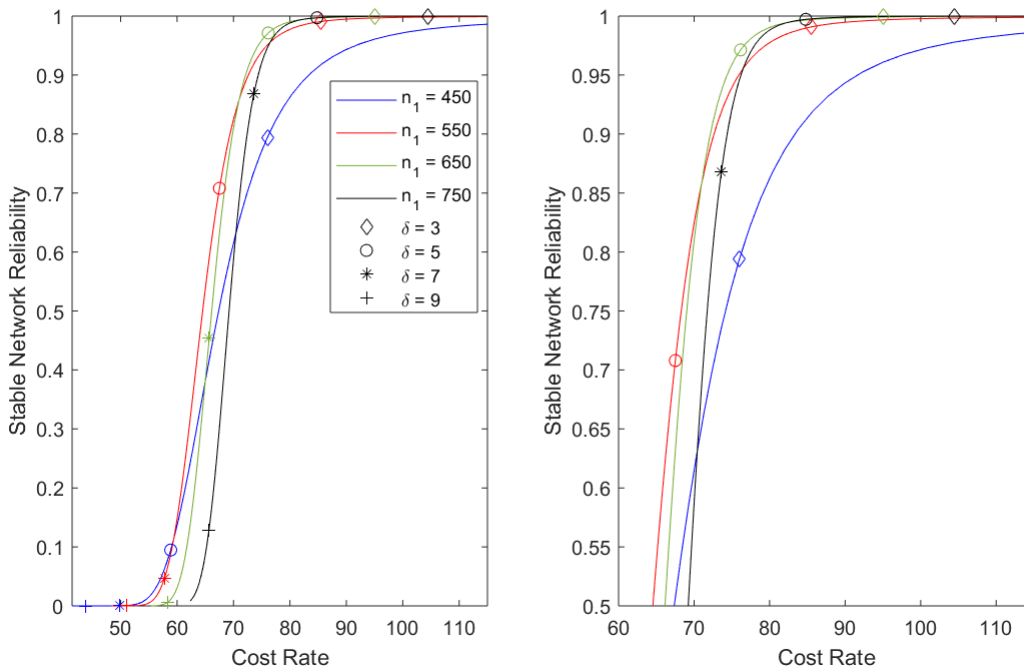 1
0.9
0.8
0.7
0.6
0.5
0.4
0.3
0.2
0.1
0
50 60 70 80 90 100 110
Stable Network Reliability
Cost Rate
n1 = 450
n1 = 550
n1 = 650
n1 = 750
δ = 3
δ = 5
δ = 7
δ = 9
1
0.95
0.9
0.85
0.8
0.75
0.7
0.65
0.6
0.55
0.5
60 70 80 90 100 110
Stable Network Reliability
Cost Rate